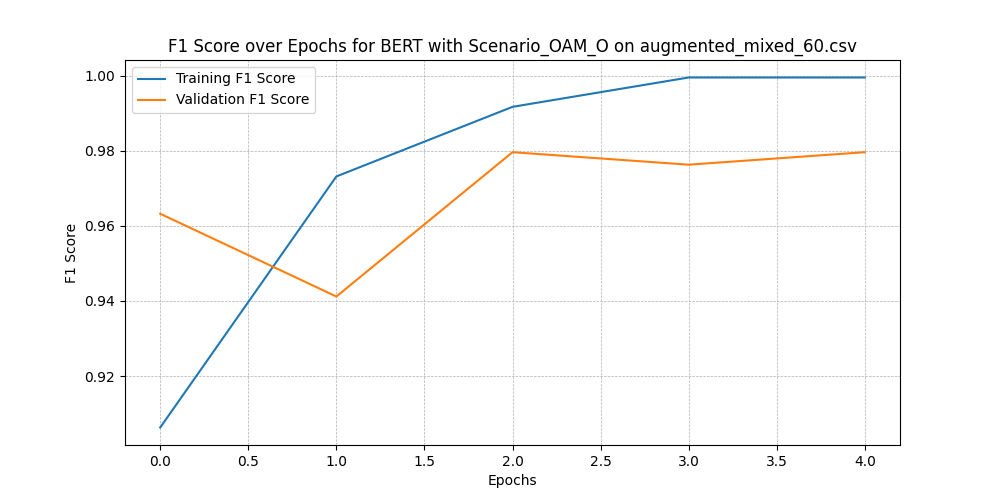 F1 Score over Epochs for BERT with Scenario_OAM_O on augmented_mixed_60.csv
Training F1 Score
Validation F1 Score
1.00
0.98
0.96
0.94
0.92
F1 Score
0.0 0.5 1.0 1.5 2.0 2.5 3.0 3.5 4.0
Epochs